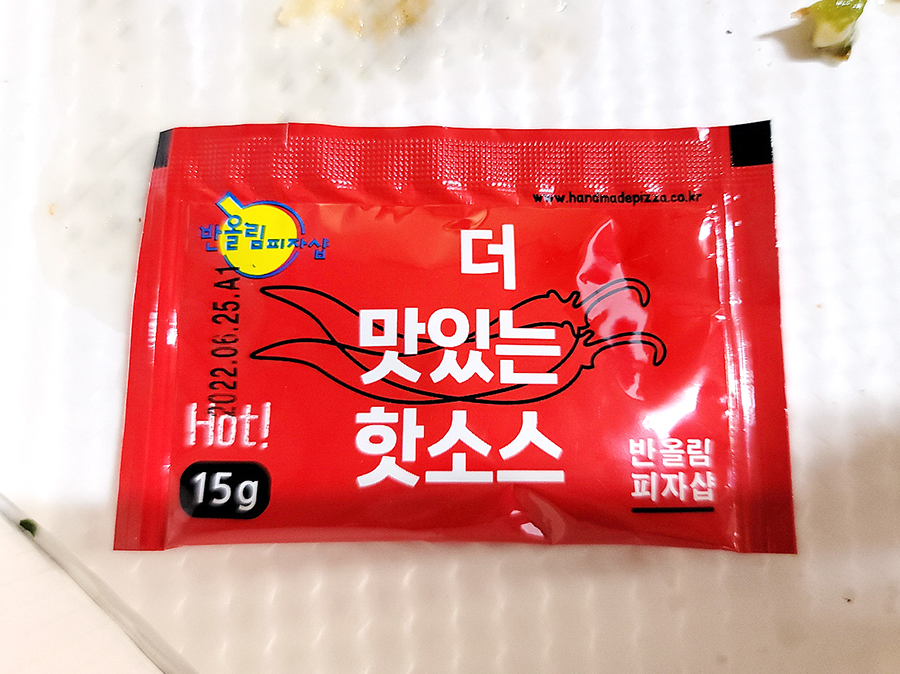 www.handmadepizza.co.kr
반올림피자샵
더
맛있는
핫소스
2022.06.25.A1
Hot!
15g
반올림
피자샵